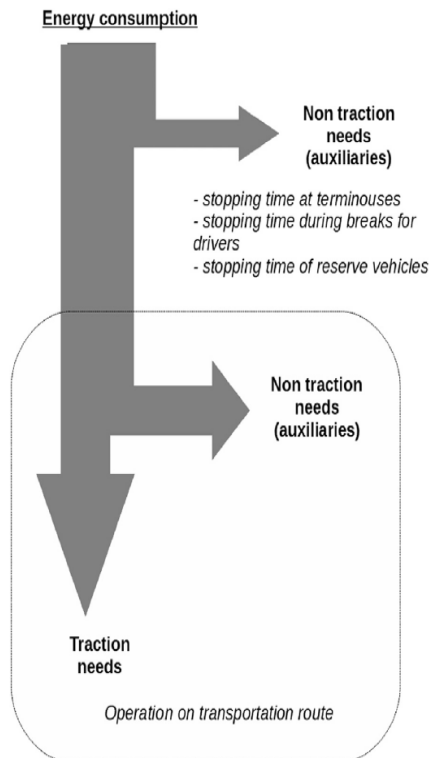 Energy consumption
Non traction
needs
(auxiliaries)
- stopping time at terminouses
- stopping time during breaks for
drivers
- stopping time of reserve vehicles
Non traction
needs
(auxiliaries)
Traction
needs
Operation on transportation route